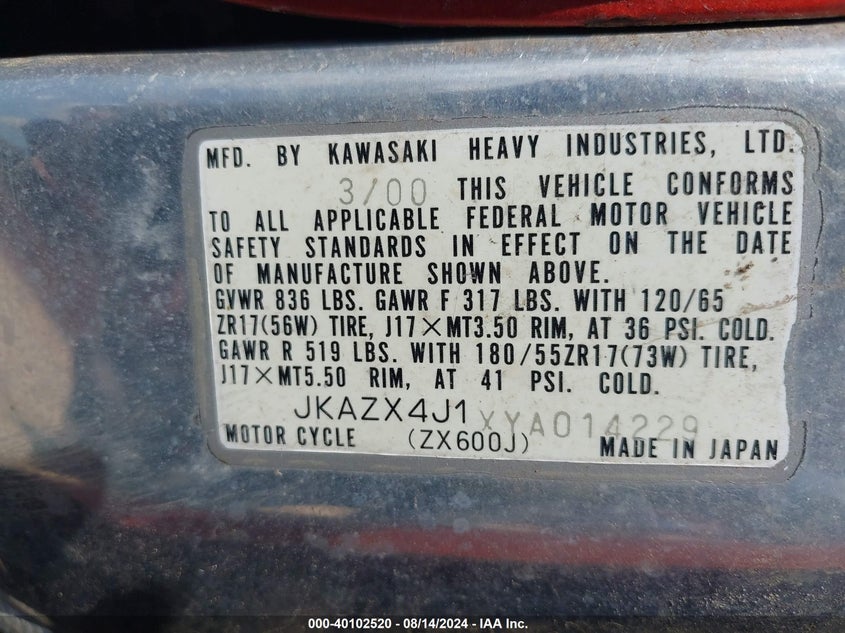 MFD. BY KAWASAKI HEAVY INDUSTRIES, LTD.
3/00 THIS VEHICLE CONFORMS
TO ALL APPLICABLE FEDERAL MOTOR VEHICLE
SAFETY STANDARDS IN EFFECT ON THE DATE
OF MANUFACTURE SHOWN ABOVE.
GVWR 836 LBS. GAWR F 317 LBS. WITH 120/65
ZR17(56W) TIRE, J17×MT3.50 RIM, AT 36 PSI. COLD.
GAWR R 519 LBS. WITH 180/55ZR17(73W) TIRE,
J17×MT5.50 RIM, AT 41 PSI. COLD.
JKAZX4J1XYA014229
MOTOR CYCLE (ZX600J) MADE IN JAPAN
000-40102520 - 08/14/2024 - IAA Inc.